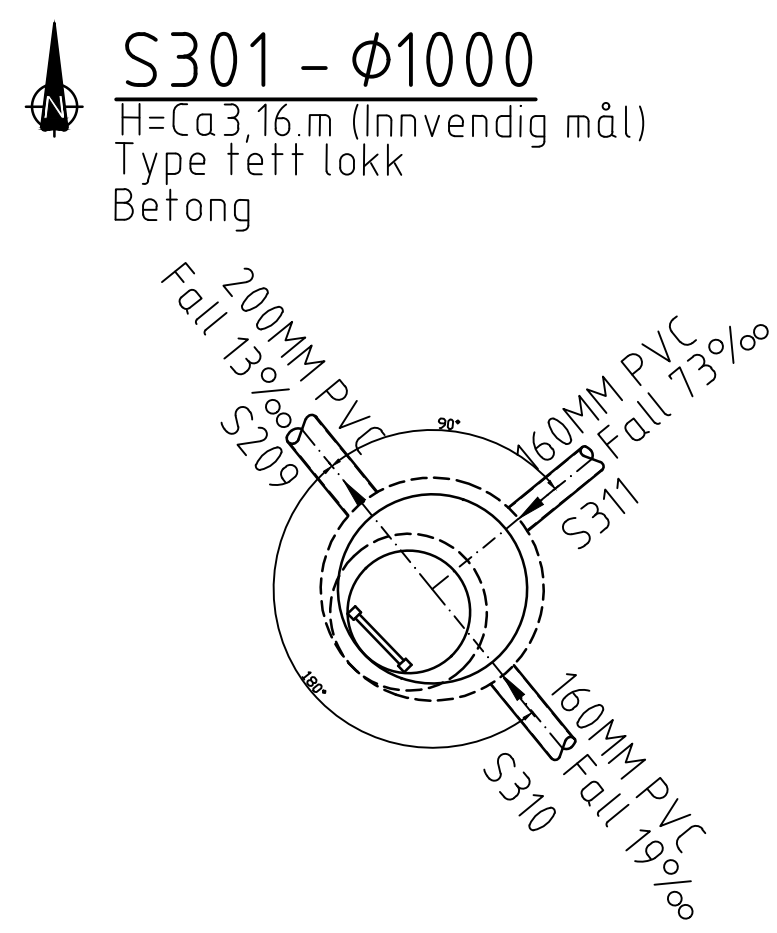 N
S301 - Ø1000
H=Ca3,16.m (Innvendig mål)
Type tett lokk
Betong
200MM PVC
Fall 13‰
S209
90°
160MM PVC
Fall 73‰
S311
180°
160MM PVC
Fall 19‰
S310